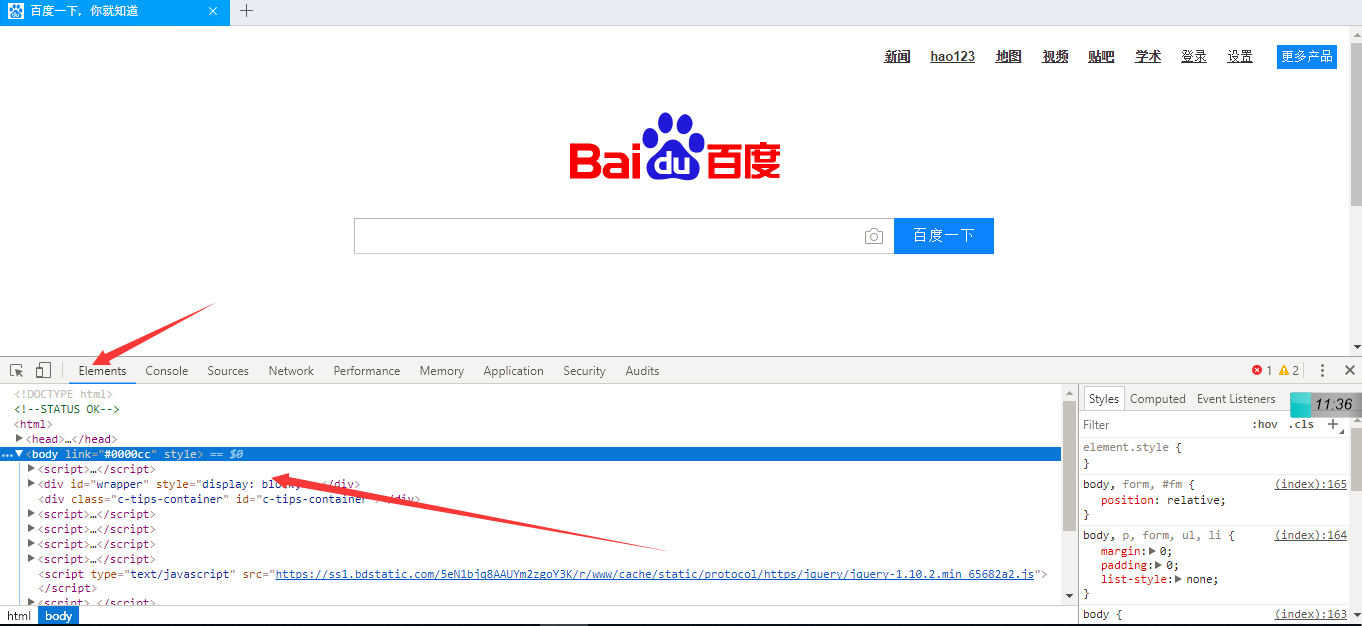 百度一下，你就知道
新闻 hao123 地图 视频 贴吧 学术 登录 设置 更多产品
Bai du 百度
百度一下
Elements Console Sources Network Performance Memory Application Security Audits 1 2
<!DOCTYPE html>
<!--STATUS OK-->
<html>
<head>…</head>
<body link="#0000cc" style> == $0
<script>…</script>
<div id="wrapper" style="display: block </div>
<div class="c-tips-container" id="c-tips-container" </div>
<script>…</script>
<script>…</script>
<script>…</script>
<script>…</script>
<script type="text/javascript" src="https://ss1.bdstatic.com/5eN1bjq8AAUYm2zgoY3K/r/www/cache/static/protocol/https/jquery/jquery-1.10.2.min_65682a2.js">
</script>
<script>…</script>
html body
Styles Computed Event Listeners
11:36
Filter :hov .cls +
element.style {
}
body, form, #fm { (index):165
position: relative;
}
body, p, form, ul, li { (index):164
margin: 0;
padding: 0;
list-style: none;
}
body { (index):163